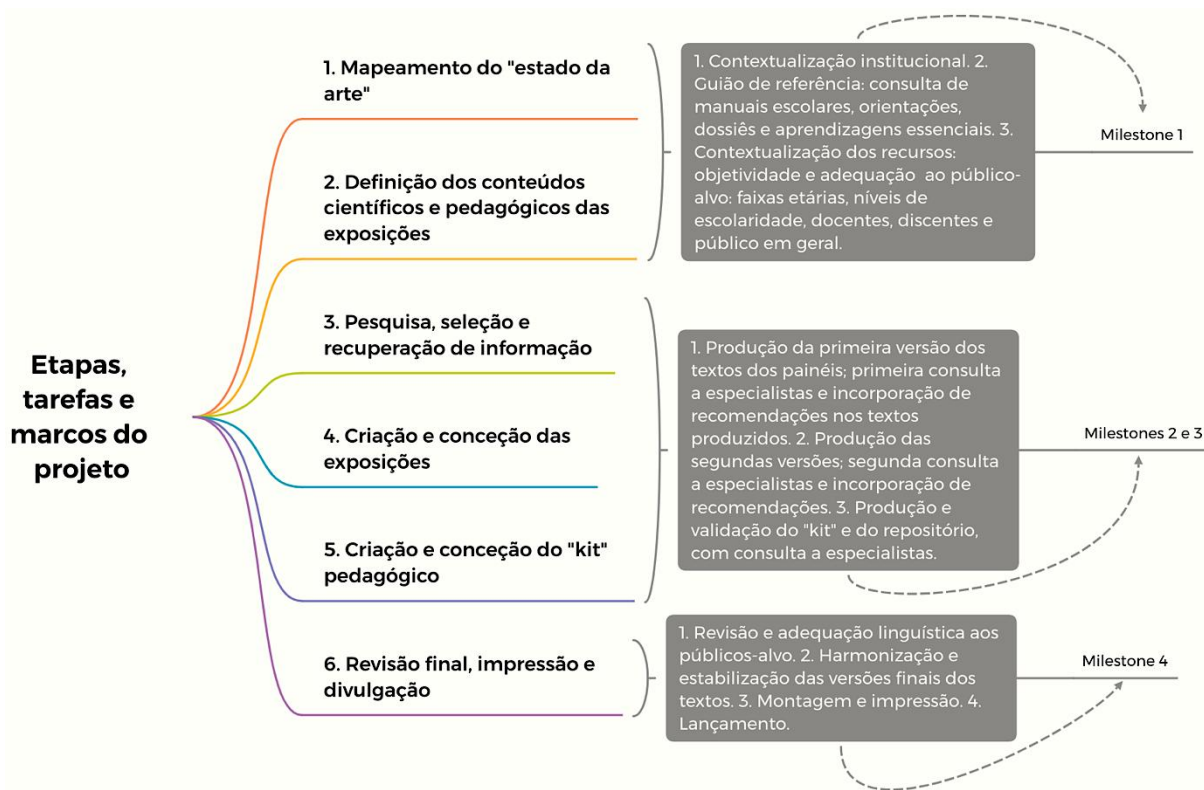 Etapas,
tarefas e
marcos do
projeto
1. Mapeamento do "estado da
arte"
2. Definição dos conteúdos
científicos e pedagógicos das
exposições
3. Pesquisa, seleção e
recuperação de informação
4. Criação e conceção das
exposições
5. Criação e conceção do "kit"
pedagógico
6. Revisão final, impressão e
divulgação
1. Contextualização institucional. 2.
Guião de referência: consulta de
manuais escolares, orientações,
dossiês e aprendizagens essenciais. 3.
Contextualização dos recursos:
objetividade e adequação ao público-
alvo: faixas etárias, níveis de
escolaridade, docentes, discentes e
público em geral.
Milestone 1
1. Produção da primeira versão dos
textos dos painéis; primeira consulta
a especialistas e incorporação de
recomendações nos textos
produzidos. 2. Produção das
segundas versões; segunda consulta
a especialistas e incorporação de
recomendações. 3. Produção e
validação do "kit" e do repositório,
com consulta a especialistas.
Milestones 2 e 3
1. Revisão e adequação linguística aos
públicos-alvo. 2. Harmonização e
estabilização das versões finais dos
textos. 3. Montagem e impressão. 4.
Lançamento.
Milestone 4